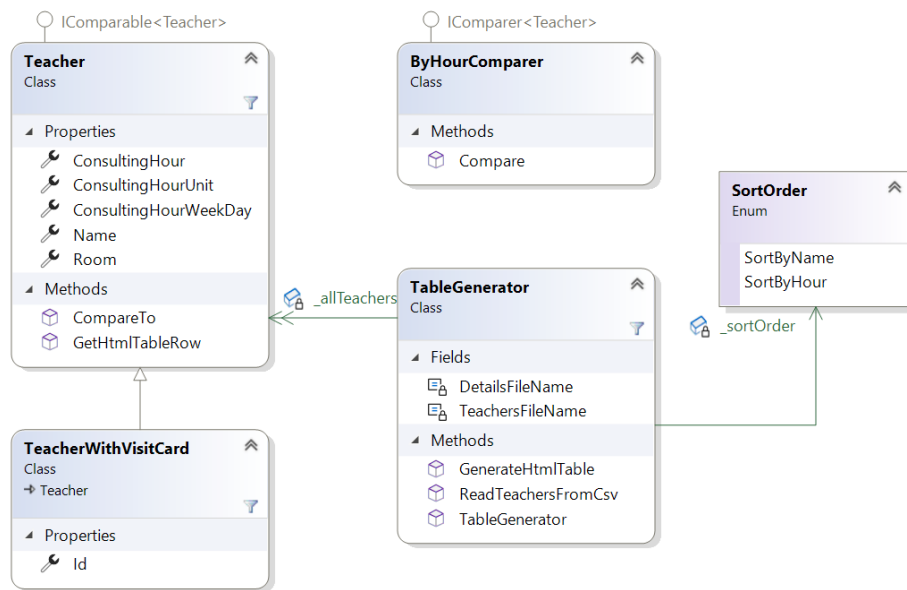 IComparable<Teacher>
Teacher
Class
Properties
ConsultingHour
ConsultingHourUnit
ConsultingHourWeekDay
Name
Room
Methods
CompareTo
GetHtmlTableRow
IComparer<Teacher>
ByHourComparer
Class
Methods
Compare
SortOrder
Enum
SortByName
SortByHour
_allTeachers
TableGenerator
Class
Fields
DetailsFileName
TeachersFileName
Methods
GenerateHtmlTable
ReadTeachersFromCsv
TableGenerator
_sortOrder
TeacherWithVisitCard
Class
Teacher
Properties
Id